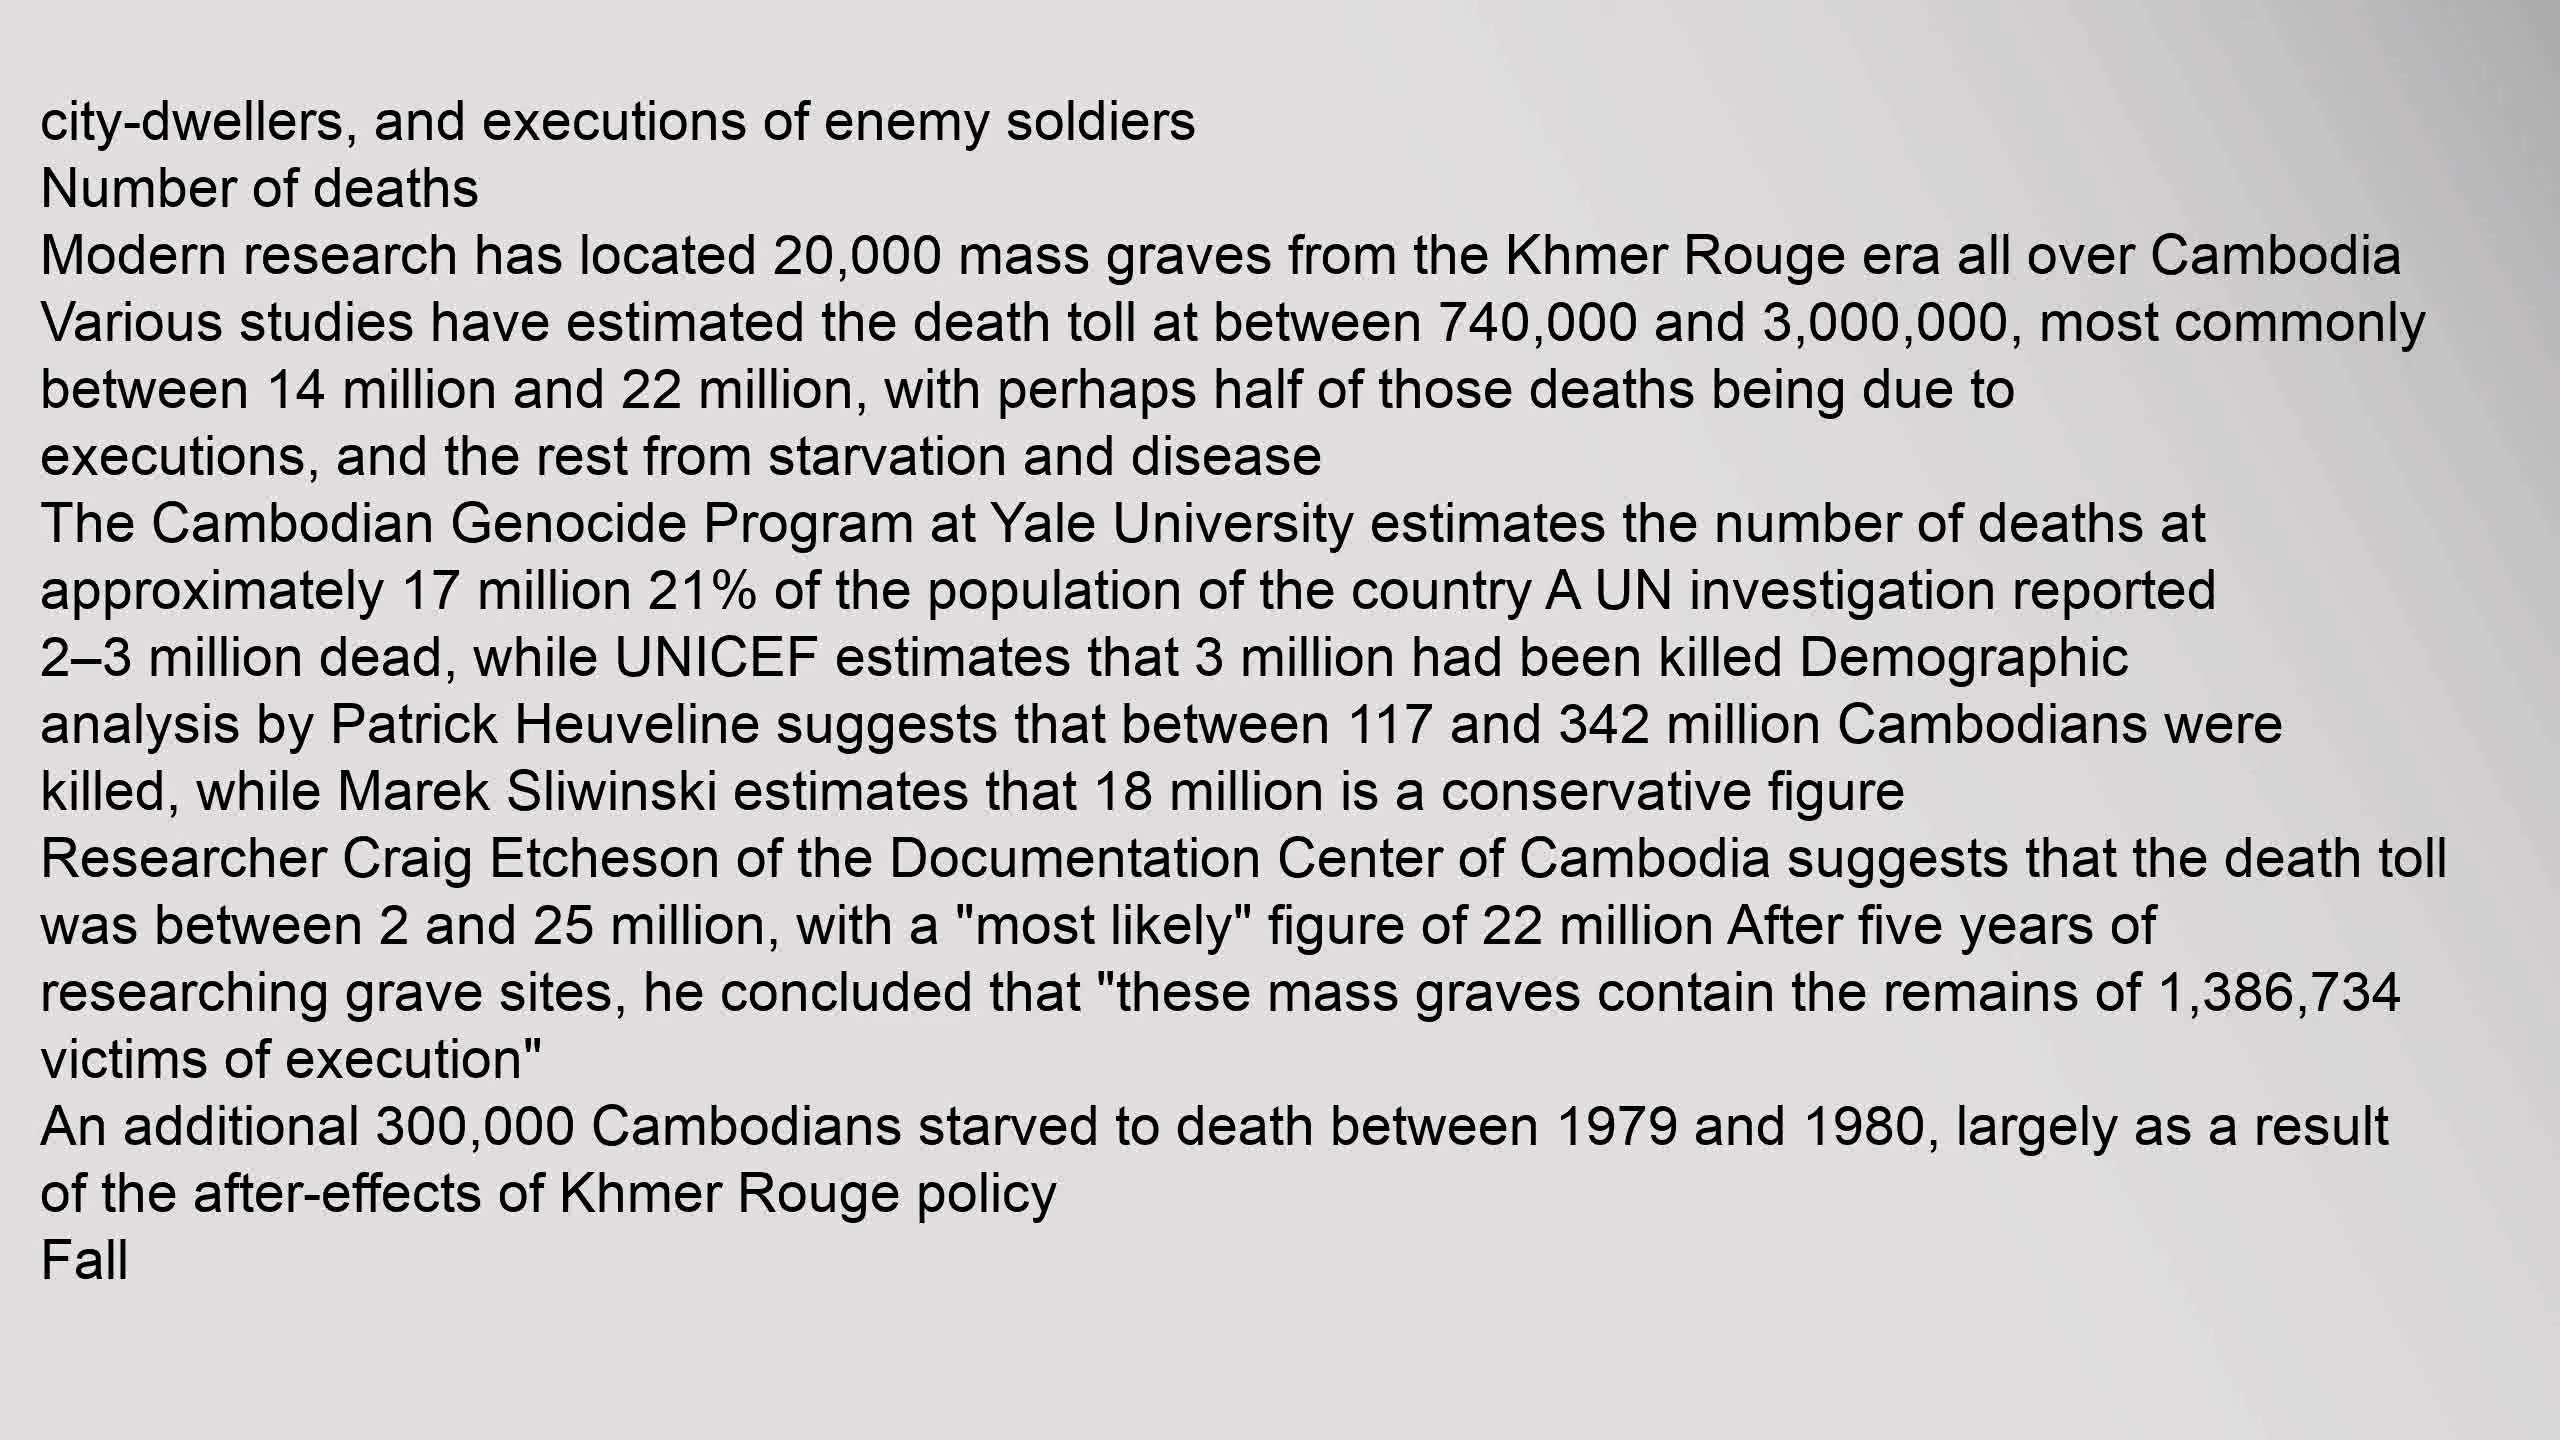 city-dwellers, and executions of enemy soldiers
Number of deaths
Modern research has located 20,000 mass graves from the Khmer Rouge era all over Cambodia
Various studies have estimated the death toll at between 740,000 and 3,000,000, most commonly
between 14 million and 22 million, with perhaps half of those deaths being due to
executions, and the rest from starvation and disease
The Cambodian Genocide Program at Yale University estimates the number of deaths at
approximately 17 million 21% of the population of the country A UN investigation reported
2–3 million dead, while UNICEF estimates that 3 million had been killed Demographic
analysis by Patrick Heuveline suggests that between 117 and 342 million Cambodians were
killed, while Marek Sliwinski estimates that 18 million is a conservative figure
Researcher Craig Etcheson of the Documentation Center of Cambodia suggests that the death toll
was between 2 and 25 million, with a "most likely" figure of 22 million After five years of
researching grave sites, he concluded that "these mass graves contain the remains of 1,386,734
victims of execution"
An additional 300,000 Cambodians starved to death between 1979 and 1980, largely as a result
of the after-effects of Khmer Rouge policy
Fall